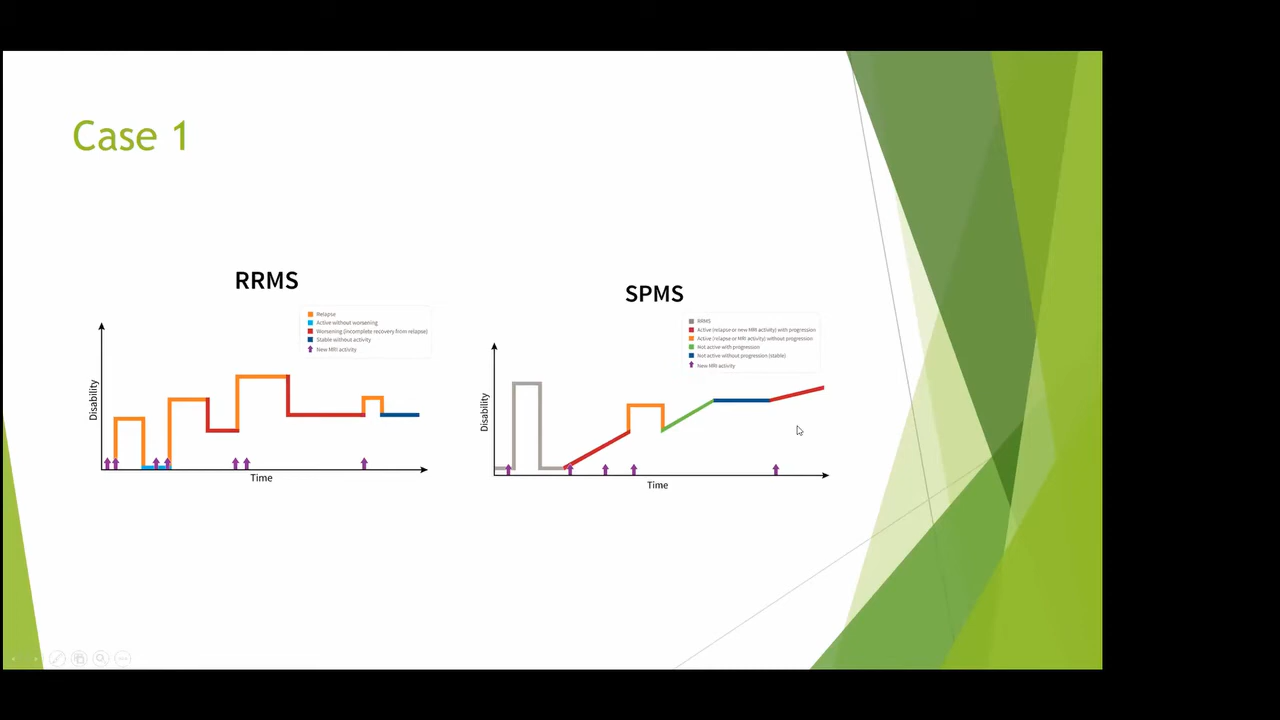 Case 1
RRMS
Relapse
Active without worsening
Worsening (incomplete recovery from relapse)
Stable without activity
New MRI activity
Disability
Time
SPMS
RRMS
Active (relapse or new MRI activity) with progression
Active (relapse or MRI activity) without progression
Not active with progression
Not active without progression (stable)
New MRI activity
Disability
Time